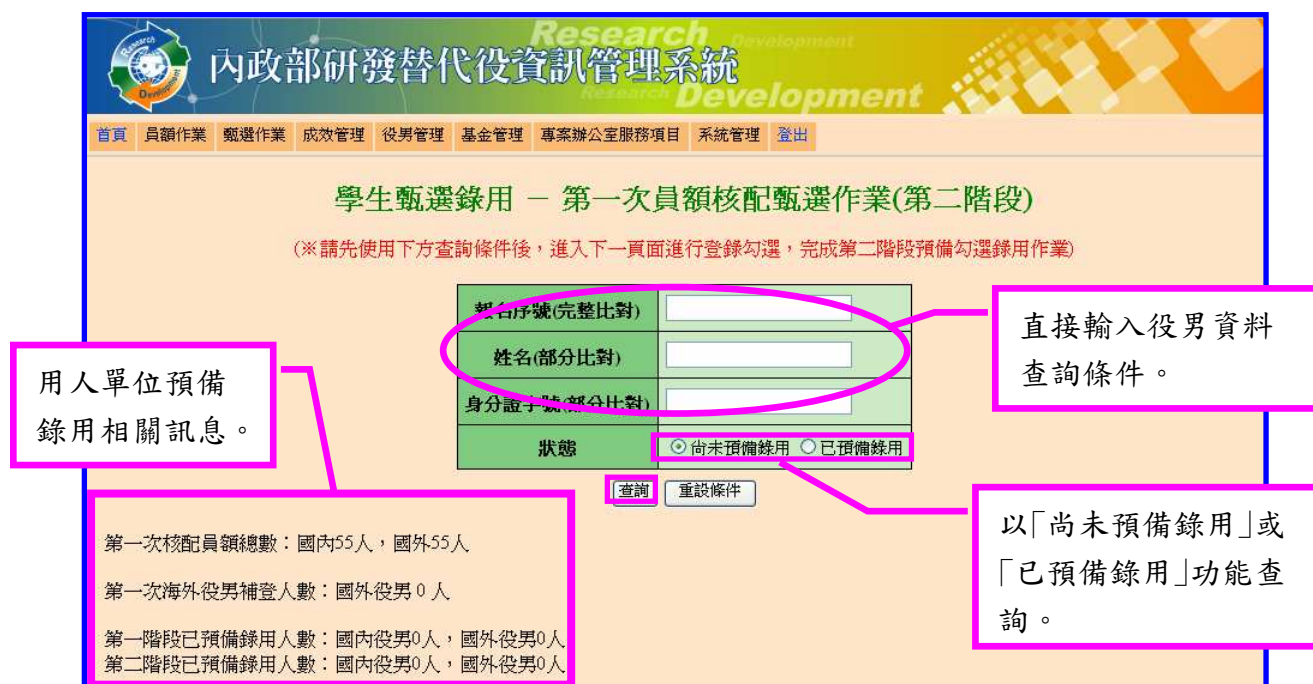 Research Development
內政部研發替代役資訊管理系統
Research Development
Research
Development
首頁 員額作業 甄選作業 成效管理 役男管理 基金管理 專案辦公室服務項目 系統管理 登出
學生甄選錄用 － 第一次員額核配甄選作業(第二階段)
(※請先使用下方查詢條件後，進入下一頁面進行登錄勾選，完成第二階段預備勾選錄用作業)
報名序號(完整比對)
姓名(部分比對)
身分證字號(部分比對)
狀態 尚未預備錄用 已預備錄用
查詢 重設條件
直接輸入役男資料
查詢條件。
用人單位預備
錄用相關訊息。
以「尚未預備錄用」或
「已預備錄用」功能查
詢。
第一次核配員額總數：國內55人，國外55人
第一次海外役男補登人數：國外役男 0 人
第一階段已預備錄用人數：國內役男0人，國外役男0人
第二階段已預備錄用人數：國內役男0人，國外役男0人